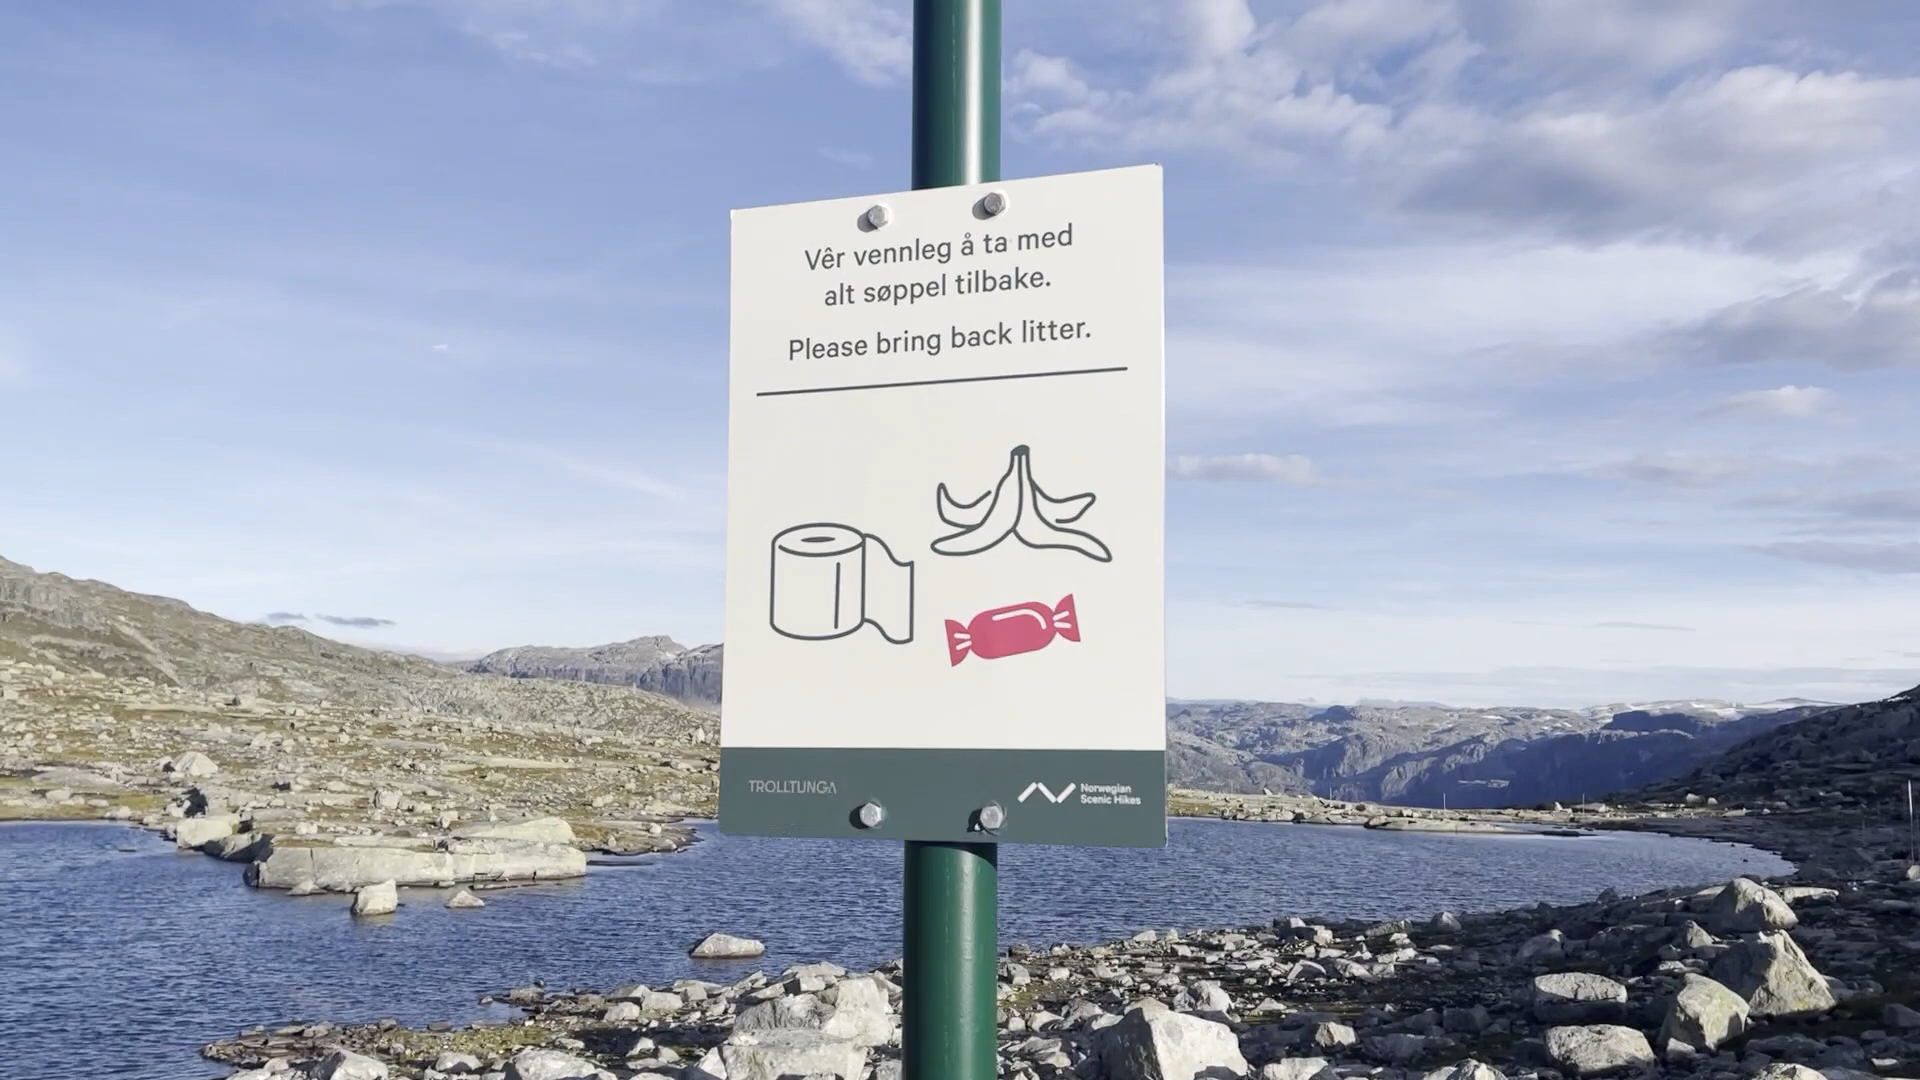 Vêr vennleg å ta med
alt søppel tilbake.
Please bring back litter.
TROLLTUNGA
Norwegian
Scenic Hikes